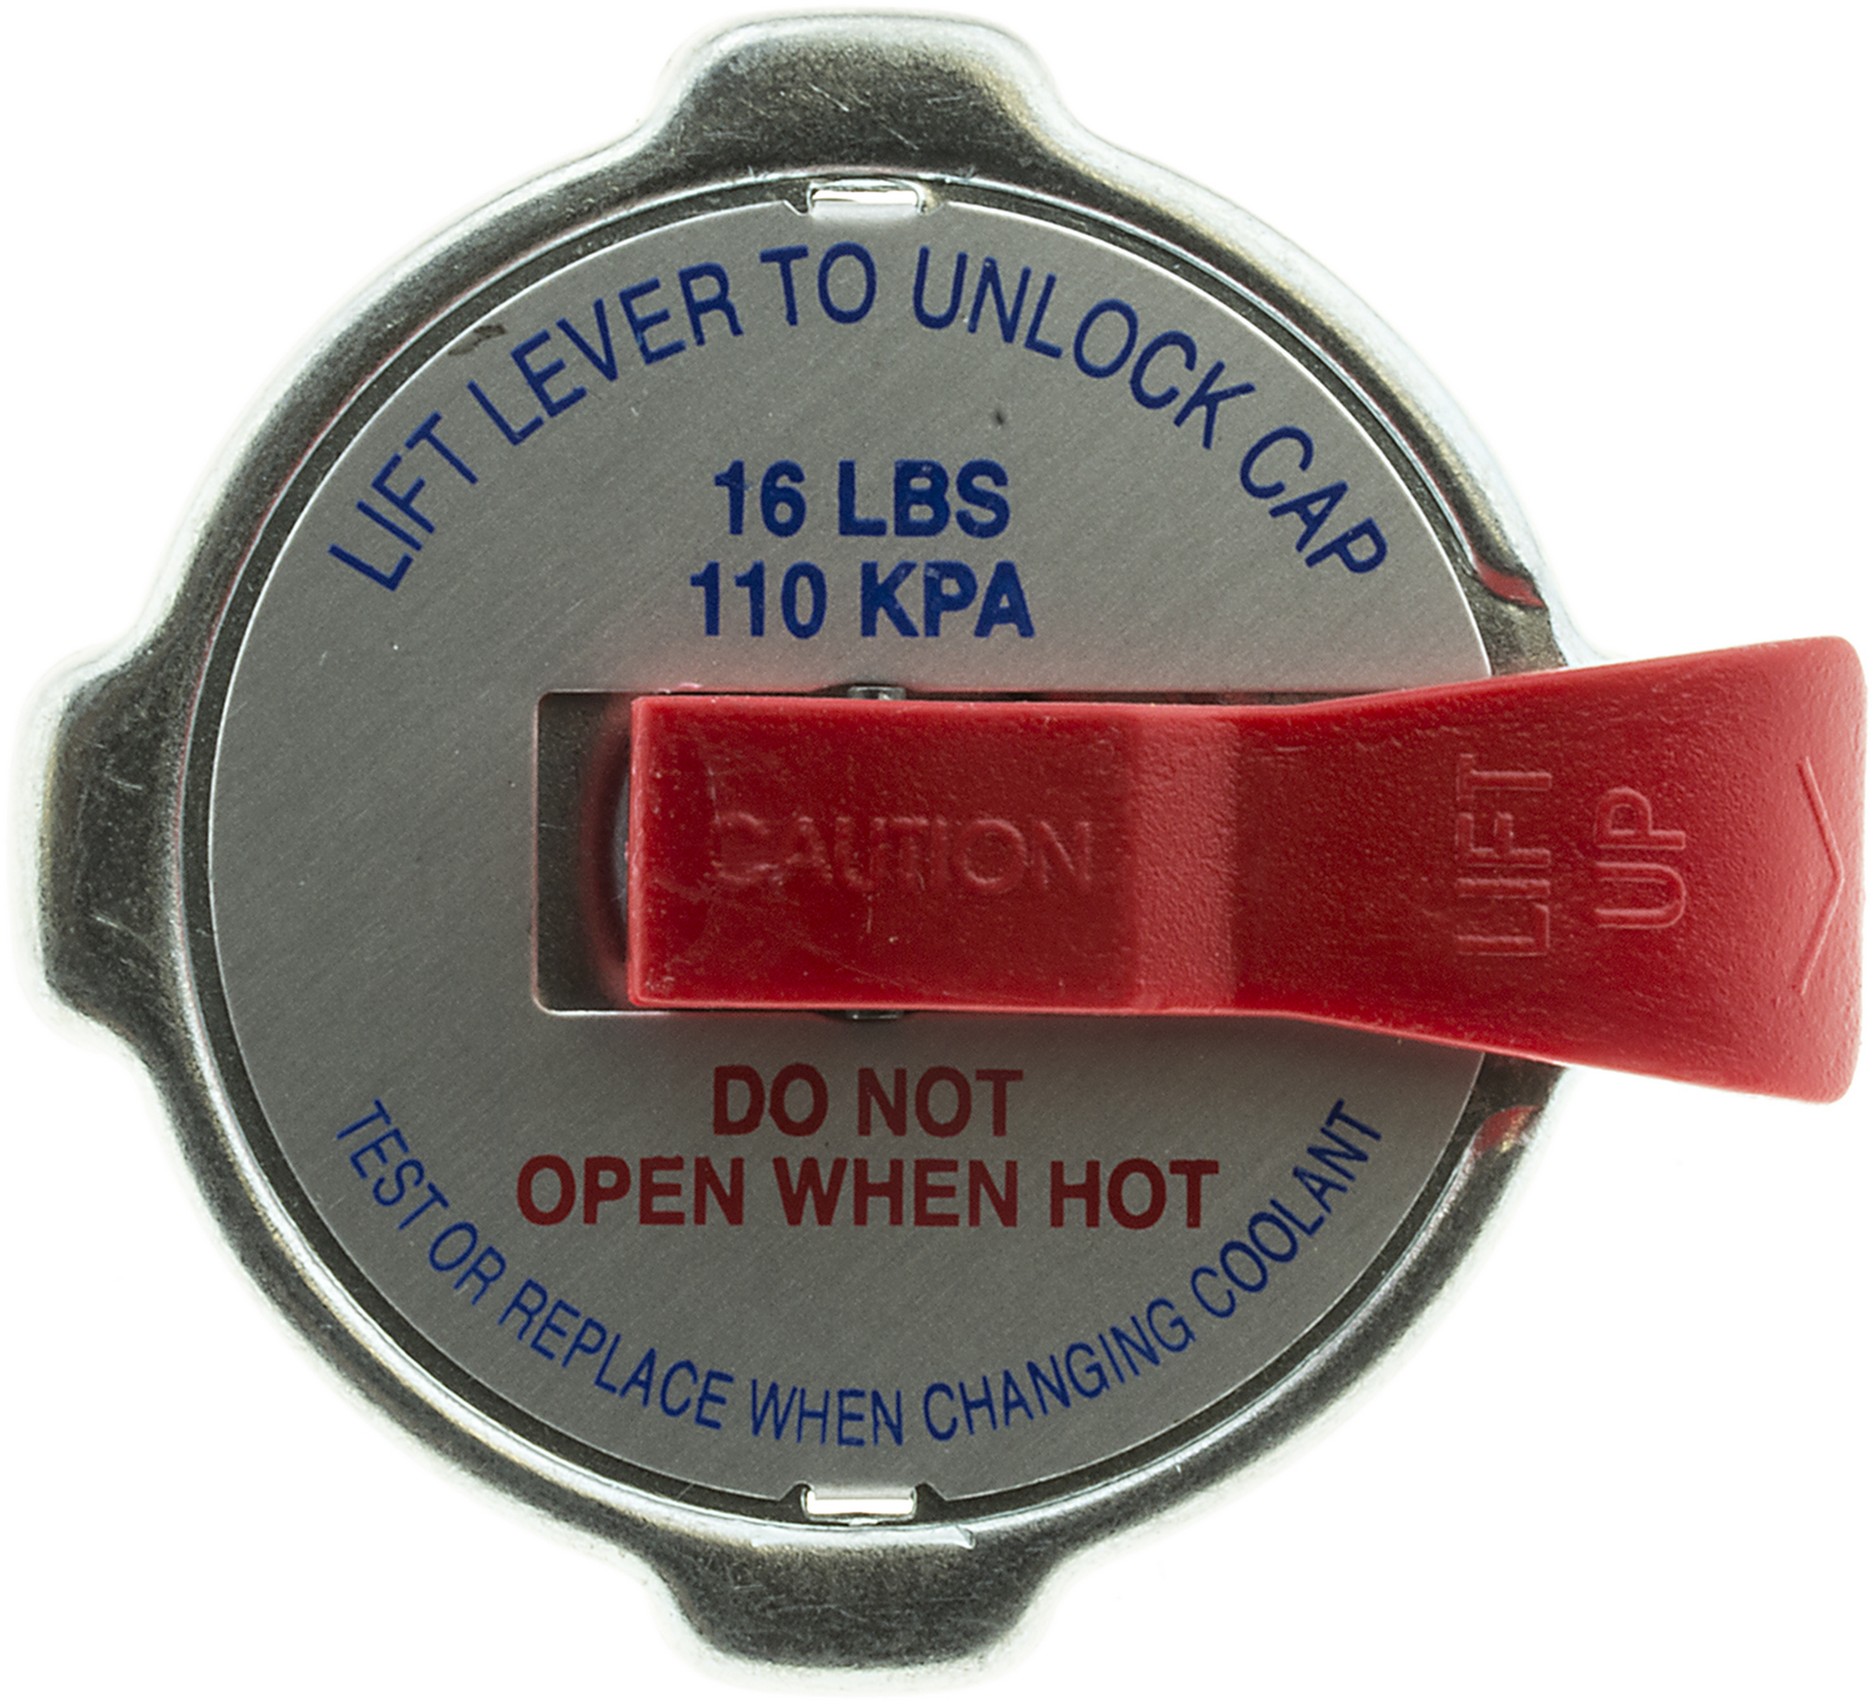 LIFT LEVER TO UNLOCK CAP
16 LBS
110 KPA
CAUTION
LIFT
UP
DO NOT
OPEN WHEN HOT
TEST OR REPLACE WHEN CHANGING COOLANT